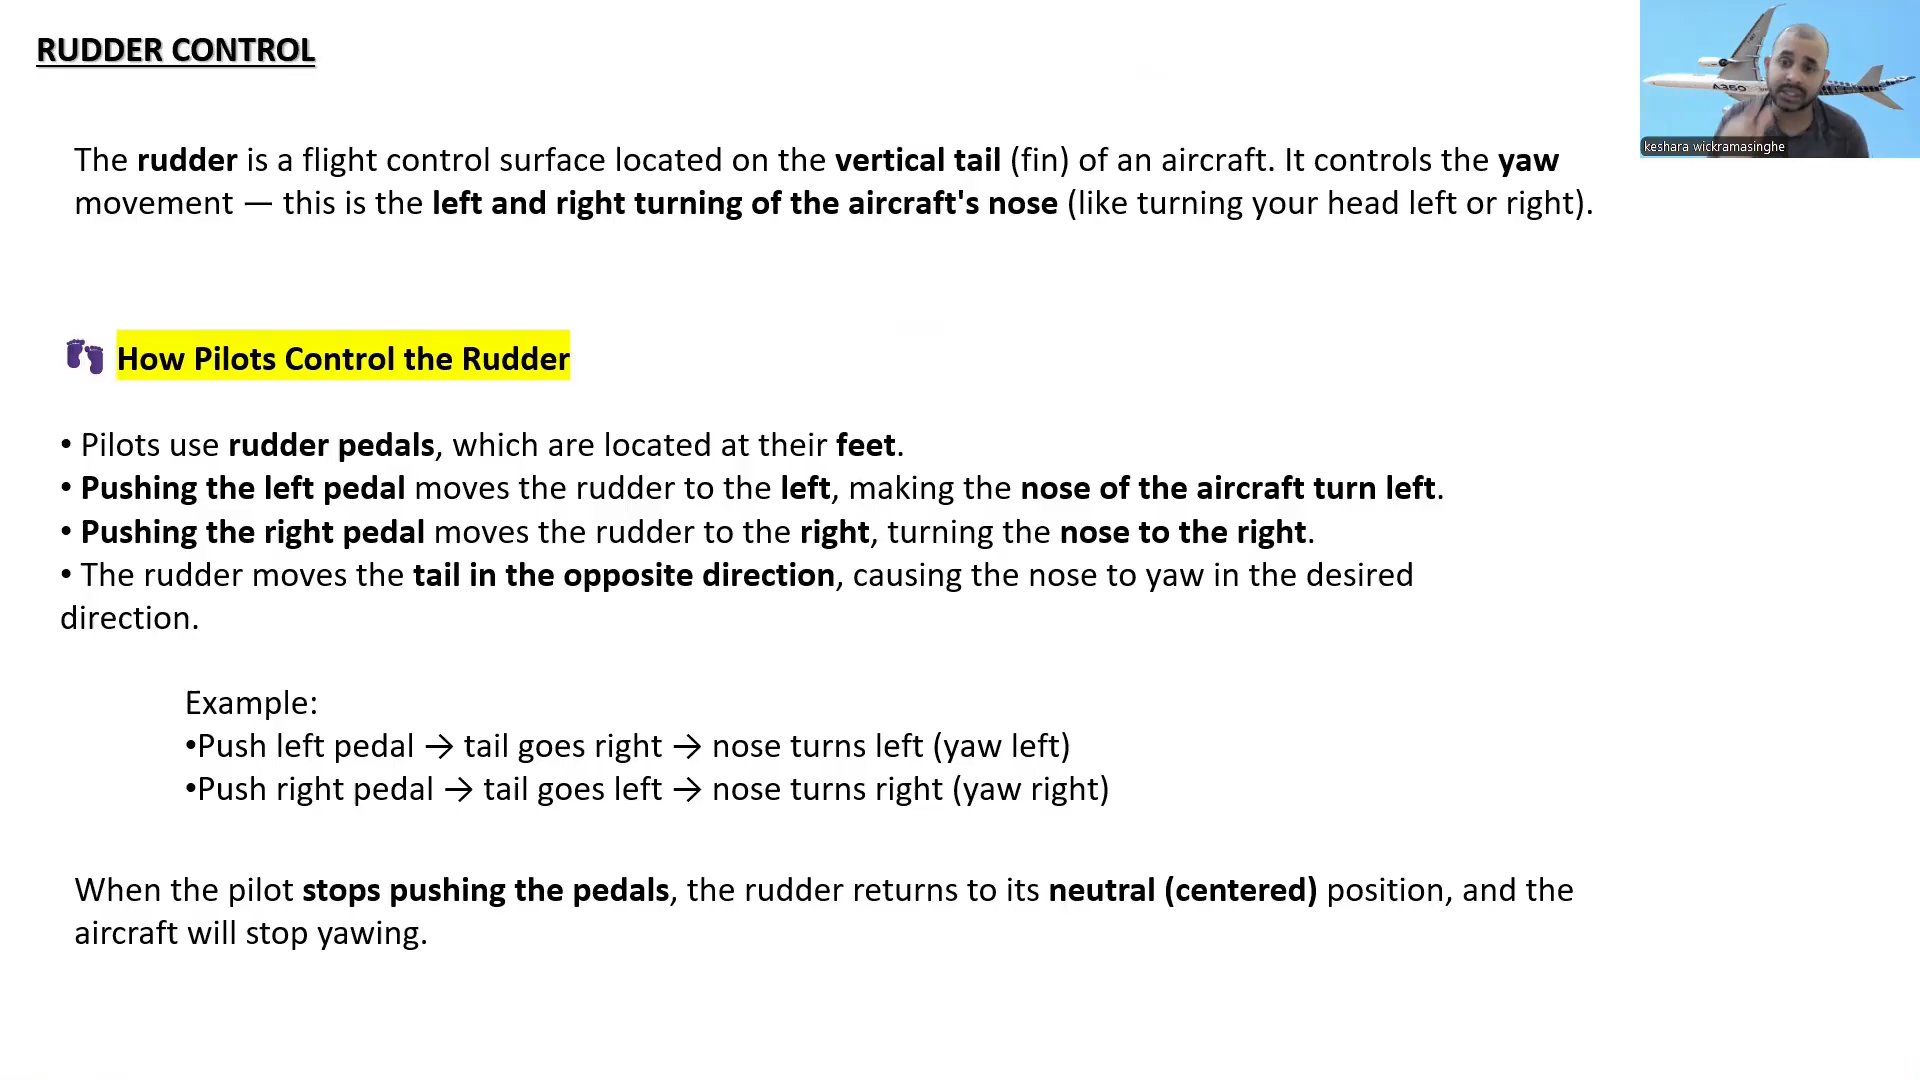 RUDDER CONTROL
The rudder is a flight control surface located on the vertical tail (fin) of an aircraft. It controls the yaw
movement — this is the left and right turning of the aircraft's nose (like turning your head left or right).
How Pilots Control the Rudder
• Pilots use rudder pedals, which are located at their feet.
• Pushing the left pedal moves the rudder to the left, making the nose of the aircraft turn left.
• Pushing the right pedal moves the rudder to the right, turning the nose to the right.
• The rudder moves the tail in the opposite direction, causing the nose to yaw in the desired
direction.
Example:
•Push left pedal → tail goes right → nose turns left (yaw left)
•Push right pedal → tail goes left → nose turns right (yaw right)
When the pilot stops pushing the pedals, the rudder returns to its neutral (centered) position, and the
aircraft will stop yawing.
A350
keshara wickramasinghe